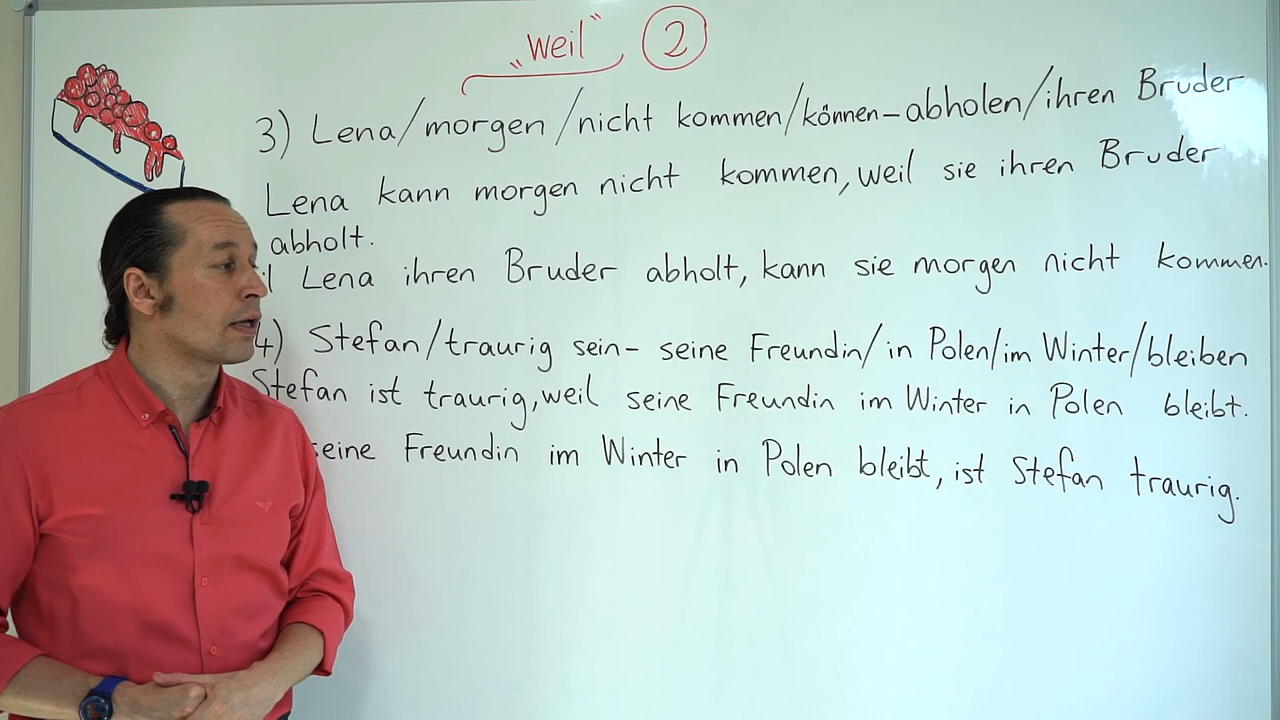 „weil“ 2
3) Lena/morgen/nicht kommen/können-abholen/ihren Bruder
Lena kann morgen nicht kommen, weil sie ihren Bruder
abholt.
l Lena ihren Bruder abholt, kann sie morgen nicht kommen.
4) Stefan/traurig sein- seine Freundin/in Polen/im Winter/bleiben
Stefan ist traurig, weil seine Freundin im Winter in Polen bleibt.
seine Freundin im Winter in Polen bleibt, ist Stefan traurig.